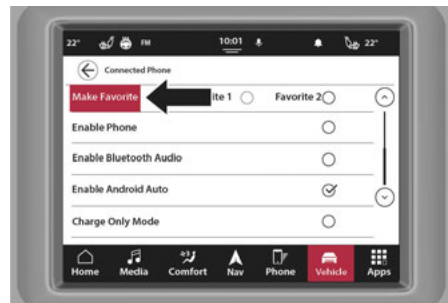 22° FM 10:01 22°
Connected Phone
Make Favorite ite 1 Favorite 2
Enable Phone
Enable Bluetooth Audio
Enable Android Auto
Charge Only Mode
Home Media Comfort Nav Phone Vehicle Apps